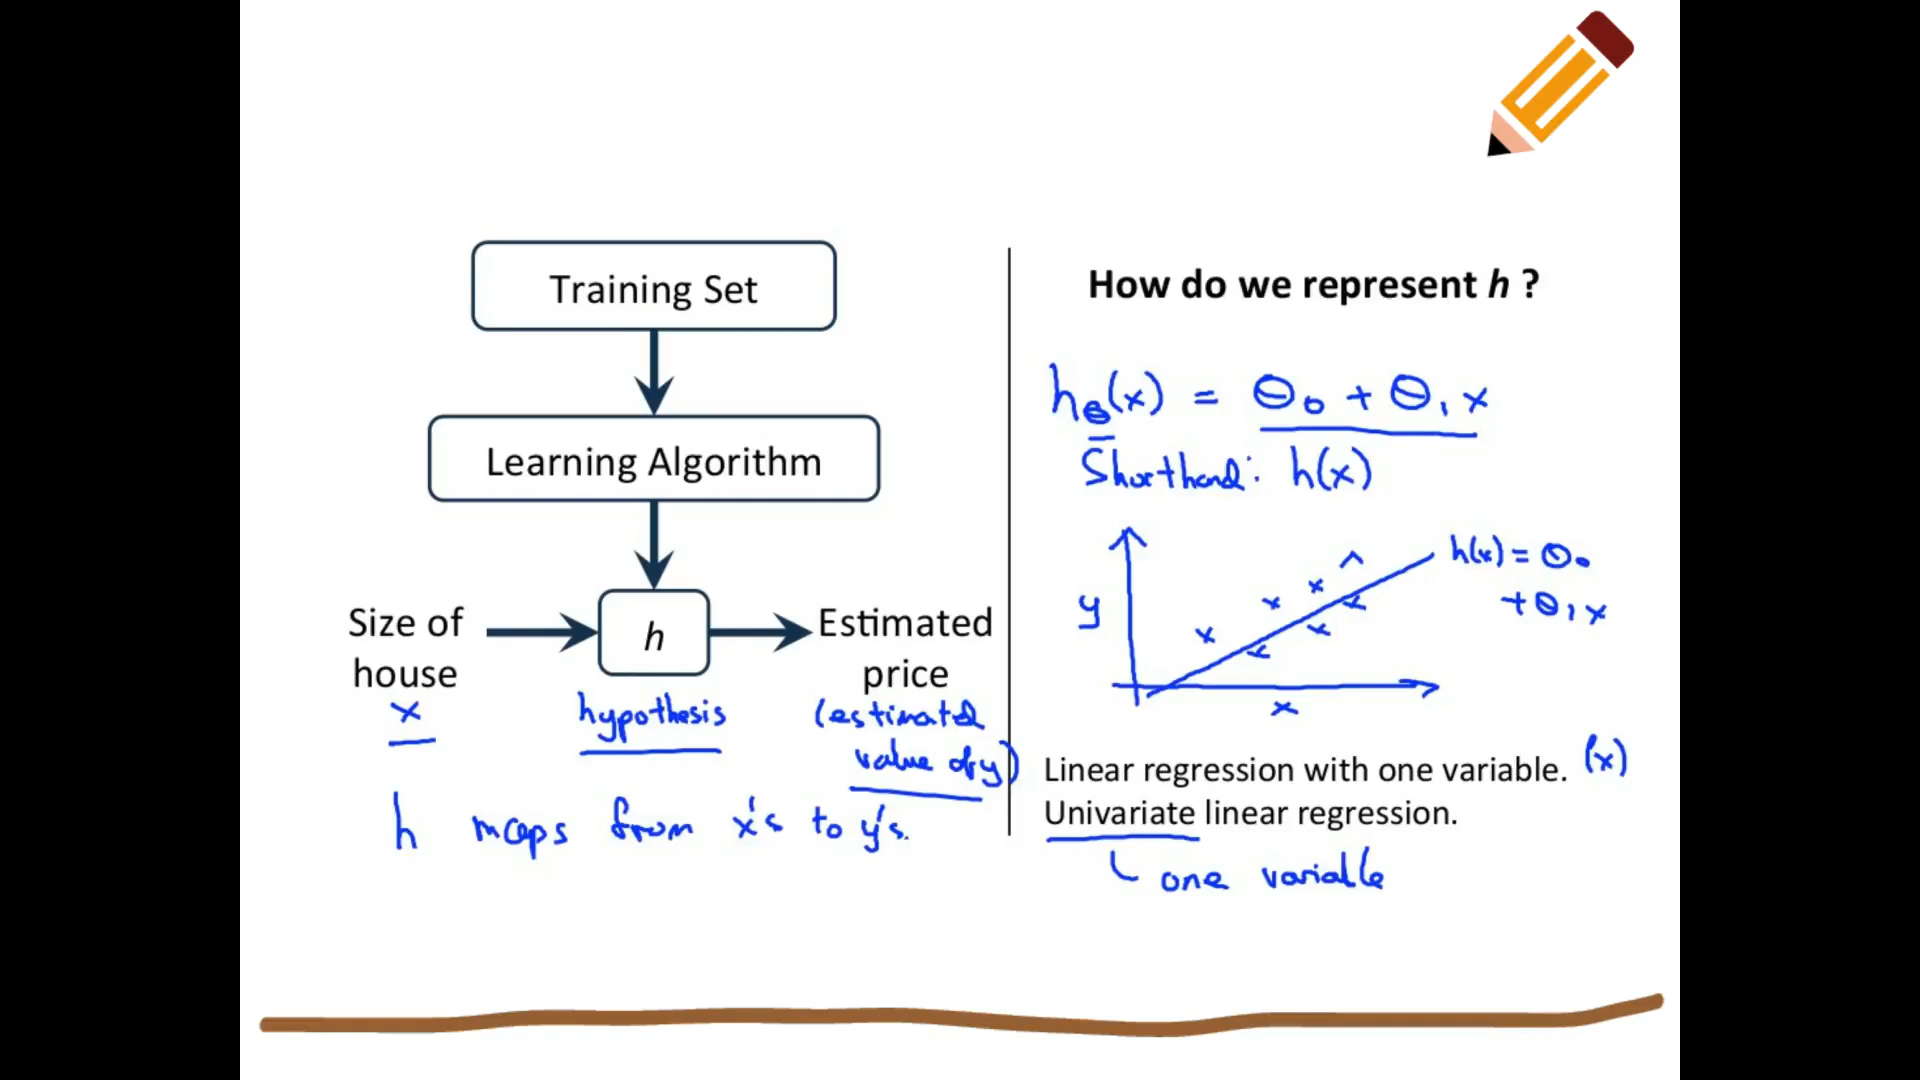 Training Set
Learning Algorithm
Size of
house
x
h
hypothesis
Estimated
price
(estimated
value of y)
h maps from x's to y's.
How do we represent h ?
hθ(x) = θ₀ + θ₁x
Shorthand: h(x)
y
x
h(x) = θ₀
+ θ₁x
Linear regression with one variable. (x)
Univariate linear regression.
one variable